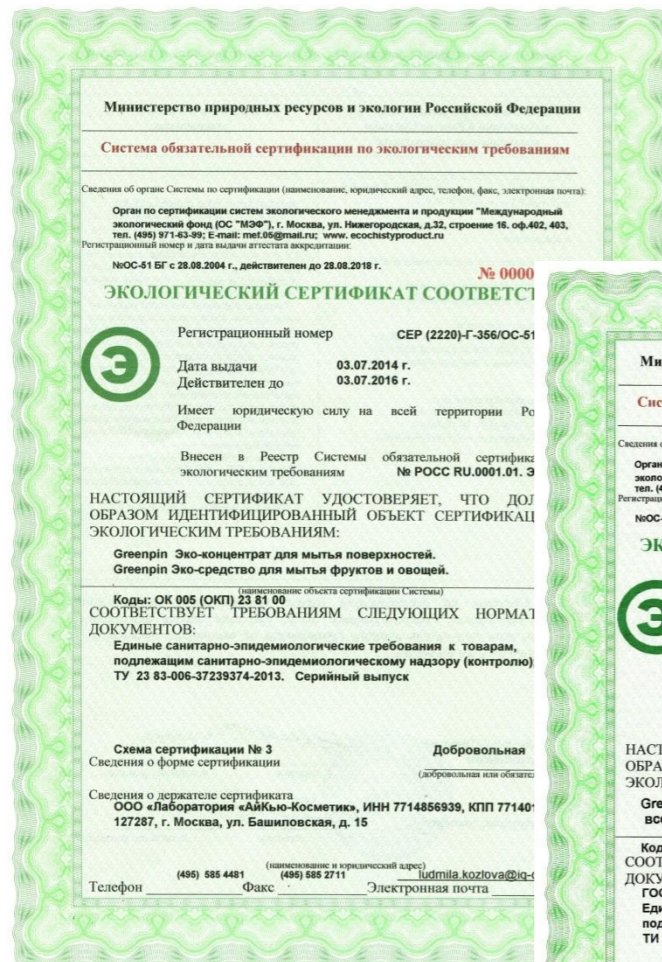 Министерство природных ресурсов и экологии Российской Федерации
Система обязательной сертификации по экологическим требованиям
Сведения об органе Системы по сертификации (наименование, юридический адрес, телефон, факс, электронная почта):
Орган по сертификации систем экологического менеджмента и продукции "Международный
экологический фонд (ОС "МЭФ"), г. Москва, ул. Нижегородская, д.32, строение 16. оф.402, 403,
тел. (495) 971-63-99; E-mail: mef.05@mail.ru; www. ecochistyproduct.ru
Регистрационный номер и дата выдачи аттестата аккредитации:
№ОС-51 БГ с 28.08.2004 г., действителен до 28.08.2018 г.
№ 0000
ЭКОЛОГИЧЕСКИЙ СЕРТИФИКАТ СООТВЕТСТ
Э
Регистрационный номер СЕР (2220)-Г-356/ОС-51
Дата выдачи 03.07.2014 г.
Действителен до 03.07.2016 г.
Имеет юридическую силу на всей территории Ро
Федерации
Внесен в Реестр Системы обязательной сертифика
экологическим требованиям № РОСС RU.0001.01. Э
НАСТОЯЩИЙ СЕРТИФИКАТ УДОСТОВЕРЯЕТ, ЧТО ДОЛ
ОБРАЗОМ ИДЕНТИФИЦИРОВАННЫЙ ОБЪЕКТ СЕРТИФИКАЦ
ЭКОЛОГИЧЕСКИМ ТРЕБОВАНИЯМ:
Greenpin Эко-концентрат для мытья поверхностей.
Greenpin Эко-средство для мытья фруктов и овощей.
(наименование объекта сертификации Системы)
Коды: ОК 005 (ОКП) 23 81 00
СООТВЕТСТВУЕТ ТРЕБОВАНИЯМ СЛЕДУЮЩИХ НОРМАТ
ДОКУМЕНТОВ:
Единые санитарно-эпидемиологические требования к товарам,
подлежащим санитарно-эпидемиологическому надзору (контролю)
ТУ 23 83-006-37239374-2013. Серийный выпуск
Схема сертификации № 3 Добровольная
Сведения о форме сертификации
(добровольная или обязате
Сведения о держателе сертификата
ООО «Лаборатория «АйКью-Косметик», ИНН 7714856939, КПП 77140
127287, г. Москва, ул. Башиловская, д. 15
(наименование и юридический адрес)
(495) 585 4481 (495) 585 2711 ludmila.kozlova@iq-c
Телефон Факс Электронная почта
Ми
Сис
Сведения о
Орган
эколо
тел. (4
Регистраци
№ОС-
ЭК
Э
НАСТ
ОБРА
ЭКОЛ
Gre
вс
Код
СООТ
ДОКУ
ГОС
Еди
под
ТИ